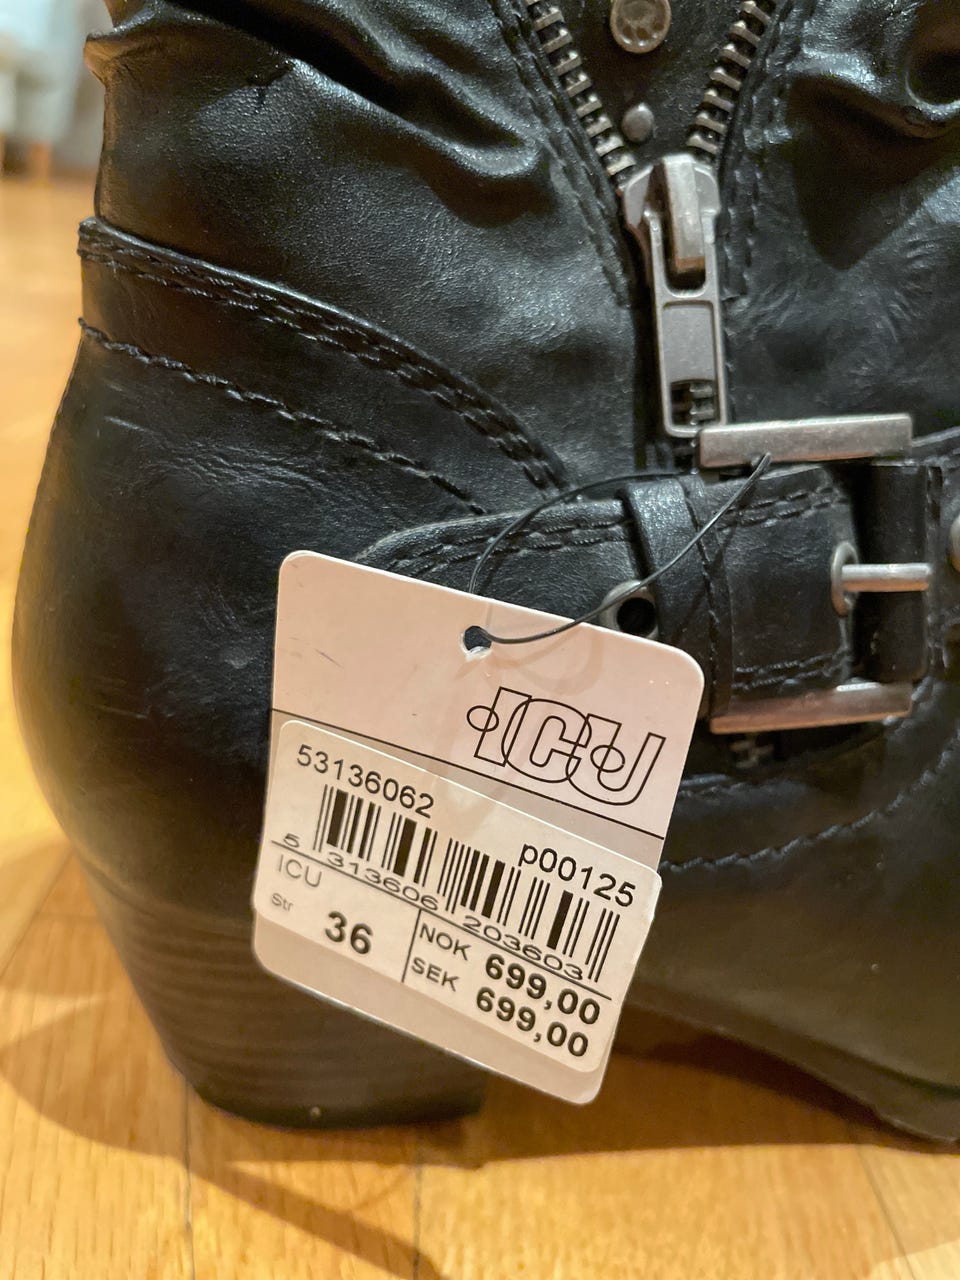 ICU
53136062
p00125
5 313606 203603
ICU
Str 36
NOK 699,00
SEK 699,00